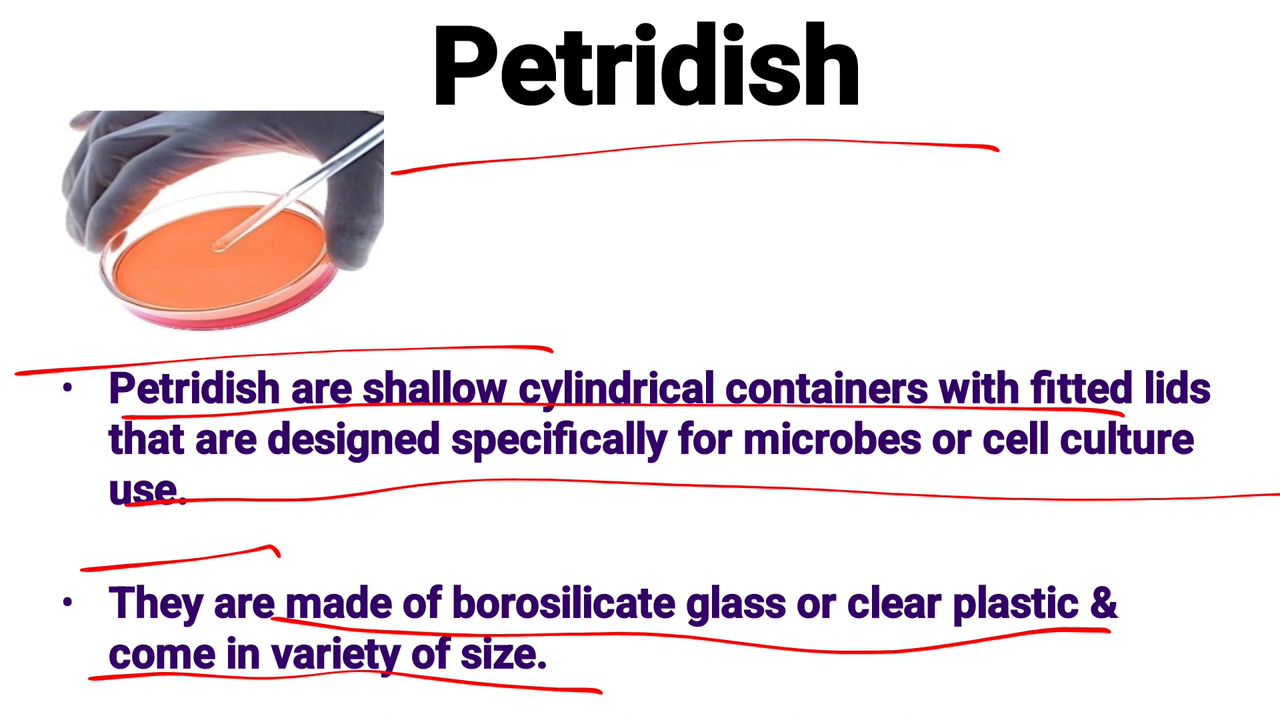 Petridish
• Petridish are shallow cylindrical containers with fitted lids
that are designed specifically for microbes or cell culture
use.
• They are made of borosilicate glass or clear plastic &
come in variety of size.